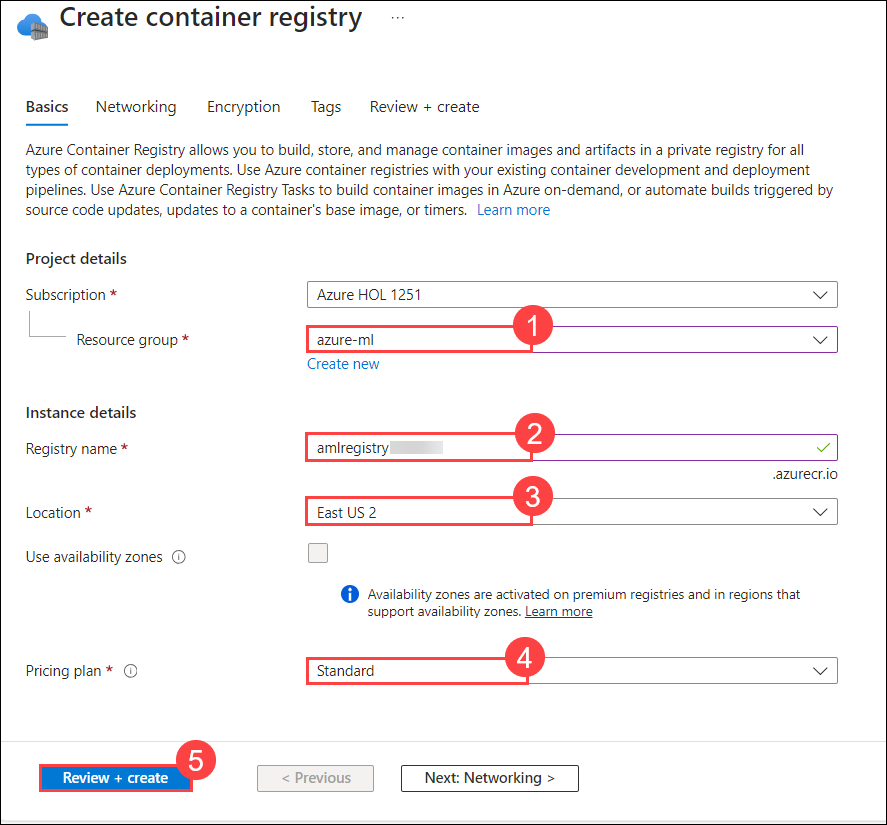 Create container registry ...
Basics Networking Encryption Tags Review + create
Azure Container Registry allows you to build, store, and manage container images and artifacts in a private registry for all
types of container deployments. Use Azure container registries with your existing container development and deployment
pipelines. Use Azure Container Registry Tasks to build container images in Azure on-demand, or automate builds triggered by
source code updates, updates to a container's base image, or timers. Learn more
Project details
Subscription * Azure HOL 1251
1
Resource group * azure-ml
Create new
Instance details
2
Registry name * amlregistry
.azurecr.io
3
Location * East US 2
Use availability zones
Availability zones are activated on premium registries and in regions that
support availability zones. Learn more
4
Pricing plan * Standard
5
Review + create < Previous Next: Networking >